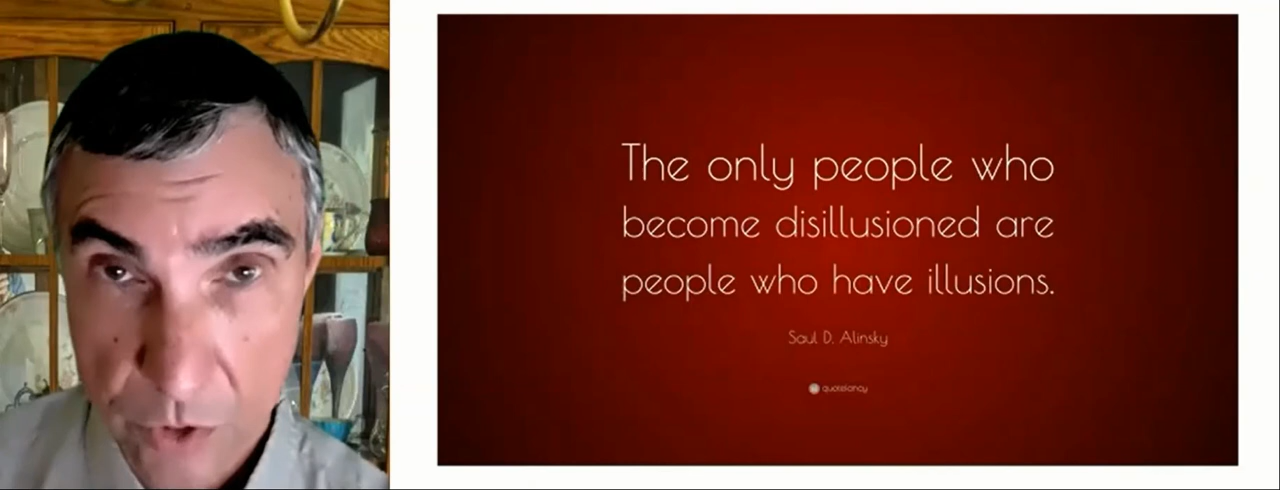 The only people who
become disillusioned are
people who have illusions.
Saul D. Alinsky
quotefancy